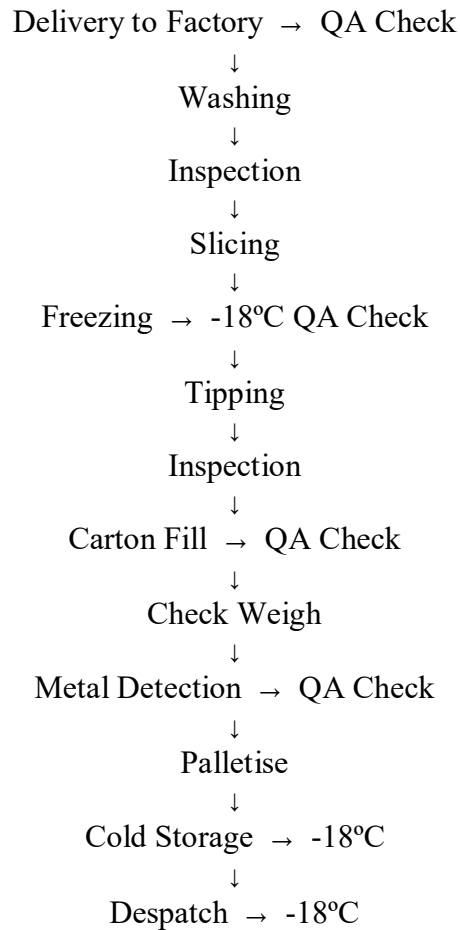 Delivery to Factory → QA Check
↓
Washing
↓
Inspection
↓
Slicing
↓
Freezing → -18ºC QA Check
↓
Tipping
↓
Inspection
↓
Carton Fill → QA Check
↓
Check Weigh
↓
Metal Detection → QA Check
↓
Palletise
↓
Cold Storage → -18ºC
↓
Despatch → -18ºC